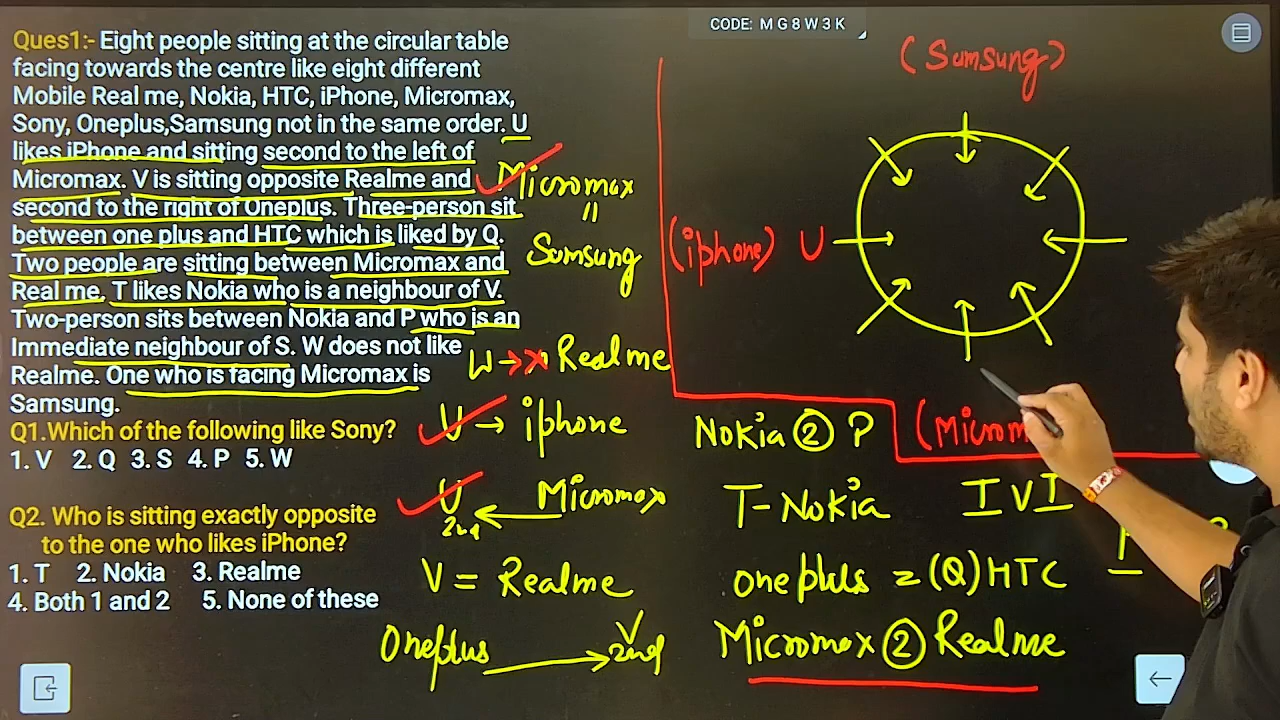 CODE: M G 8 W 3 K
Ques1:- Eight people sitting at the circular table
facing towards the centre like eight different
Mobile Real me, Nokia, HTC, iPhone, Micromax,
Sony, Oneplus,Samsung not in the same order. U
likes iPhone and sitting second to the left of
Micromax. V is sitting opposite Realme and
second to the right of Oneplus. Three-person sit
between one plus and HTC which is liked by Q.
Two people are sitting between Micromax and
Real me. T likes Nokia who is a neighbour of V.
Two-person sits between Nokia and P who is an
Immediate neighbour of S. W does not like
Realme. One who is facing Micromax is
Samsung.
Q1.Which of the following like Sony?
1. V 2. Q 3. S 4. P 5. W
Q2. Who is sitting exactly opposite
to the one who likes iPhone?
1. T 2. Nokia 3. Realme
4. Both 1 and 2 5. None of these
Micromax
=
Samsung
W → x Realme
U → iphone
U Micromax
2nd
V = Realme
Oneplus V
2nd
(Samsung)
(iphone) U
Nokia 2 P
T-Nokia
I V I
oneplus = (Q) HTC
Micromax 2 Realme